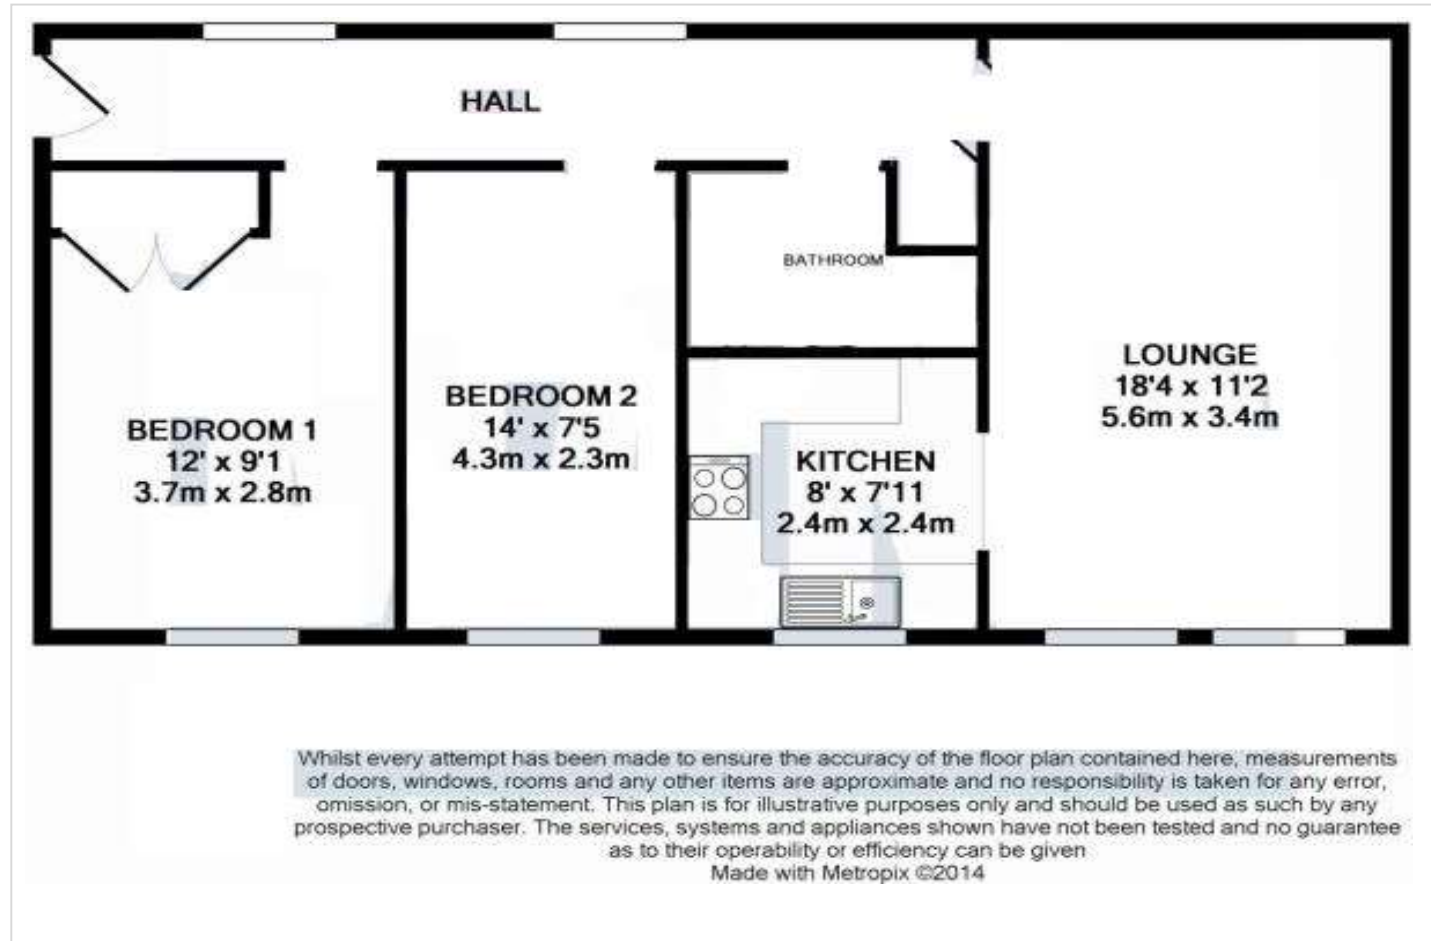 HALL
BATHROOM
LOUNGE
18'4 x 11'2
5.6m x 3.4m
BEDROOM 2
14' x 7'5
4.3m x 2.3m
BEDROOM 1
12' x 9'1
3.7m x 2.8m
KITCHEN
8' x 7'11
2.4m x 2.4m
Whilst every attempt has been made to ensure the accuracy of the floor plan contained here, measurements
of doors, windows, rooms and any other items are approximate and no responsibility is taken for any error,
omission, or mis-statement. This plan is for illustrative purposes only and should be used as such by any
prospective purchaser. The services, systems and appliances shown have not been tested and no guarantee
as to their operability or efficiency can be given
Made with Metropix ©2014